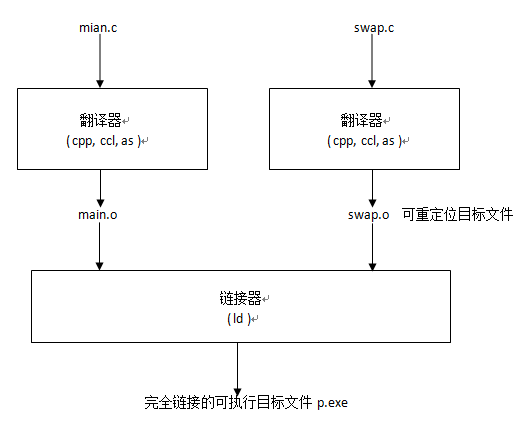 mian.c
swap.c
翻译器
( cpp, ccl, as )
翻译器
( cpp, ccl, as )
main.o
swap.o
可重定位目标文件
链接器
( ld )
完全链接的可执行目标文件 p.exe